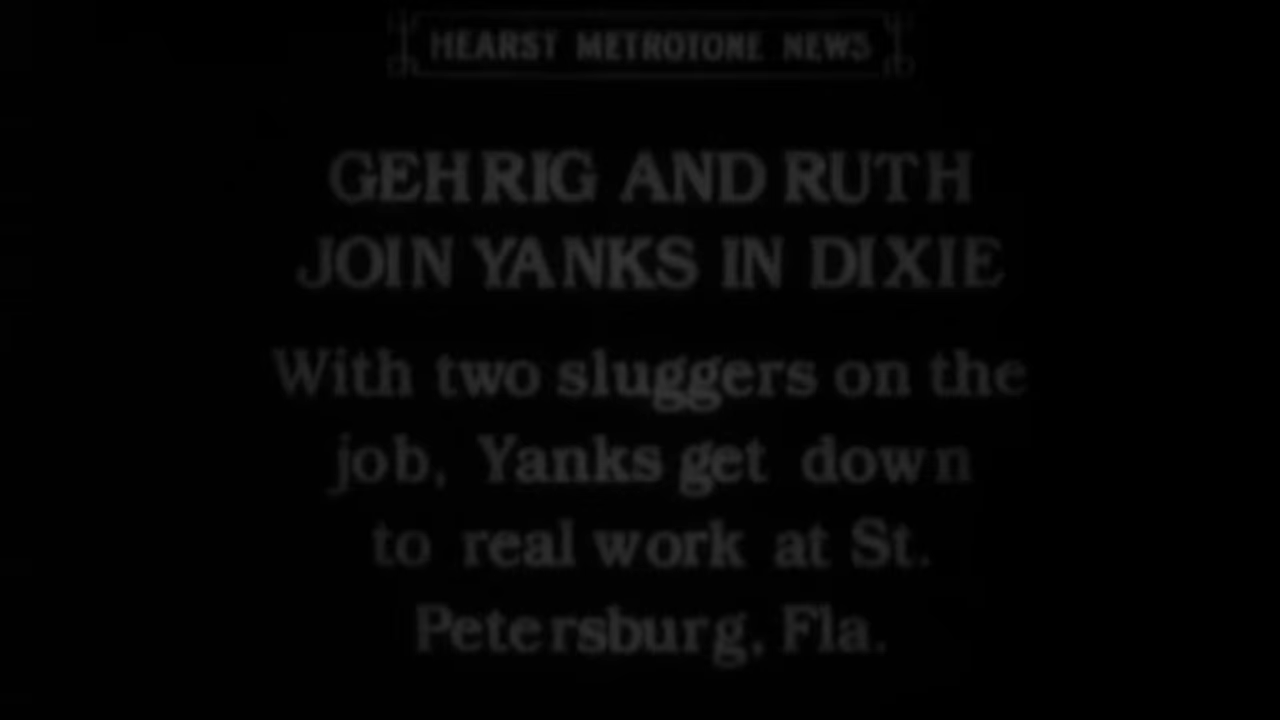 HEARST METROTONE NEWS
GEHRIG AND RUTH
JOIN YANKS IN DIXIE
With two sluggers on the
job, Yanks get down
to real work at St.
Petersburg, Fla.